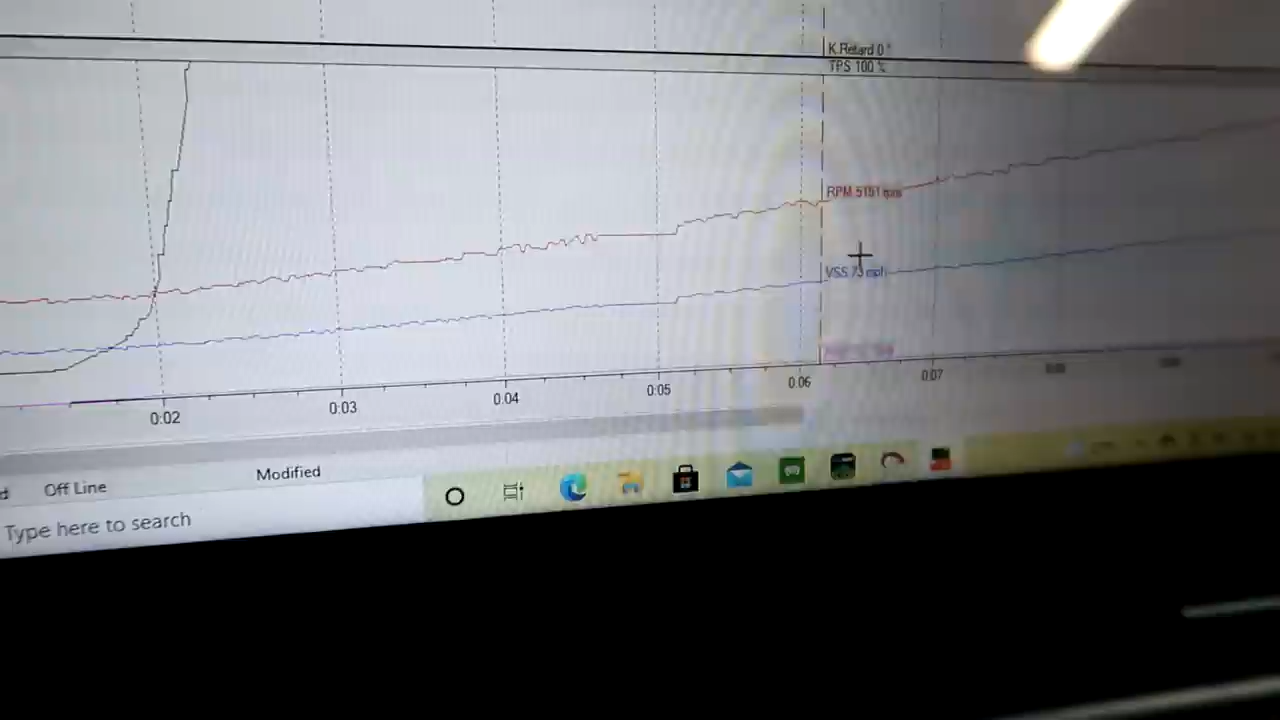 K.Retard 0 °
TPS 100 %
RPM 5151 rpm
VSS 73 mph
0:02
0:03
0:04
0:05
0:06
0:07
Off Line
Modified
Type here to search